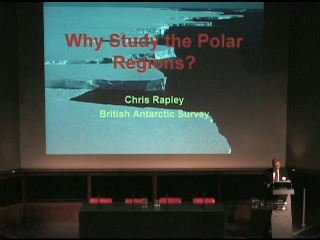 Why Study the Polar
Regions?
Chris Rapley
British Antarctic Survey